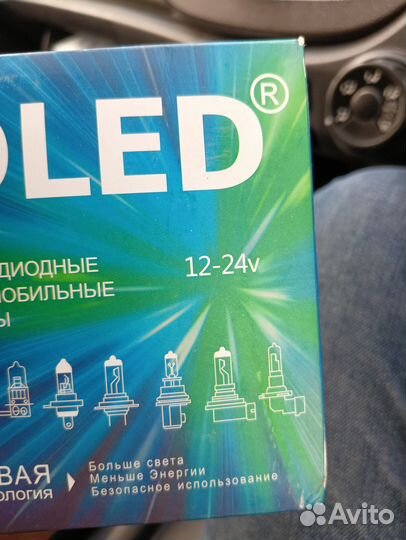 OLED®
ДИОДНЫЕ
МОБИЛЬНЫЕ
Ы
12-24v
ВАЯ
ОЛОГИЯ
Больше света
Меньше Энергии
Безопасное использование
Avito